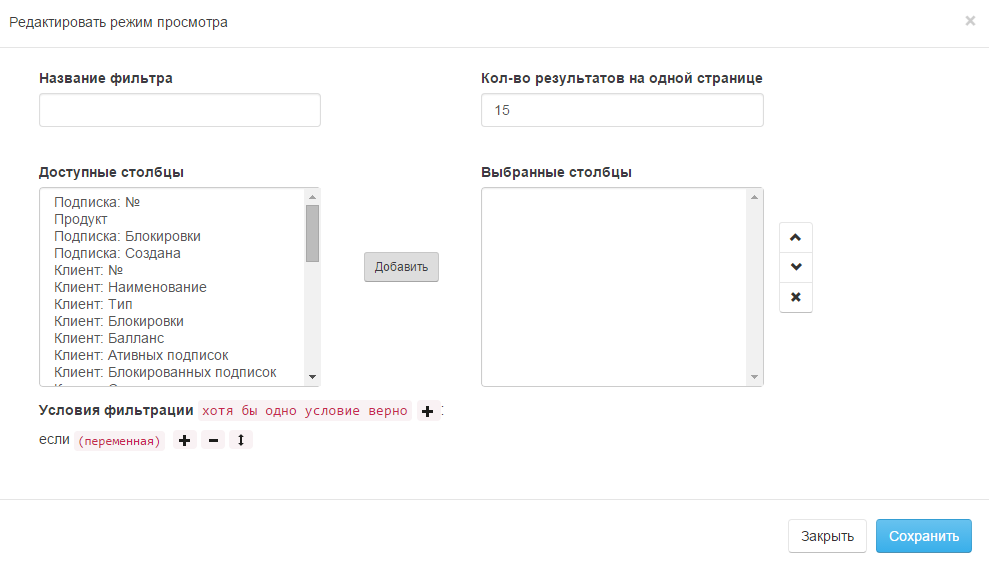 Редактировать режим просмотра ×
Название фильтра
Кол-во результатов на одной странице
15
Доступные столбцы
Выбранные столбцы
Подписка: №
Продукт
Подписка: Блокировки
Подписка: Создана
Клиент: №
Клиент: Наименование
Клиент: Тип
Клиент: Блокировки
Клиент: Балланс
Клиент: Ативных подписок
Клиент: Блокированных подписок
Добавить
Условия фильтрации хотя бы одно условие верно + :
если (переменная) + −
Закрыть
Сохранить